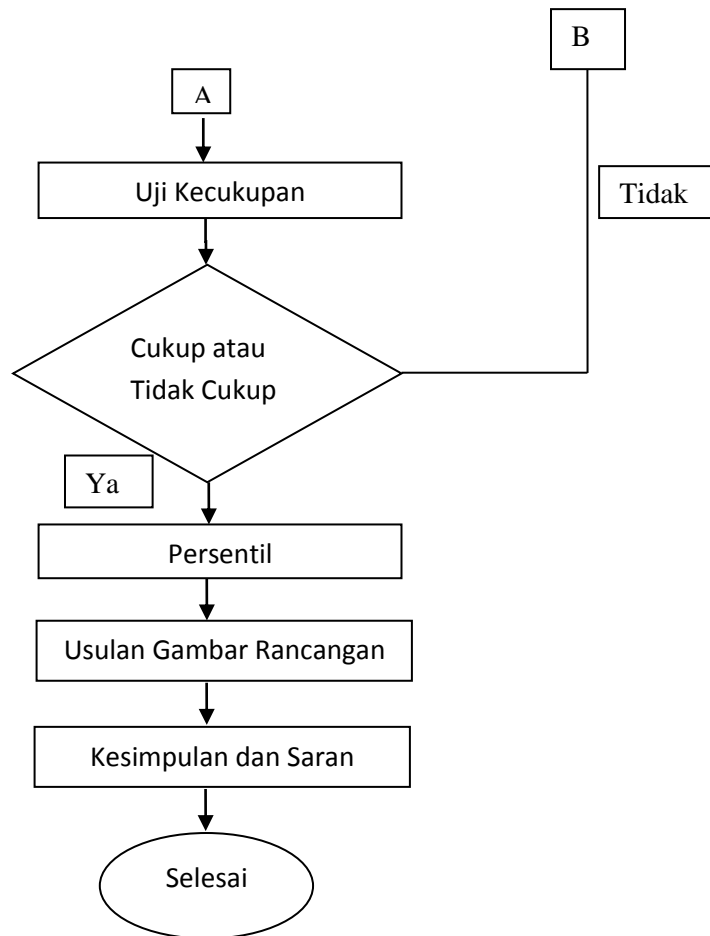 B
A
Uji Kecukupan
Tidak
Cukup atau
Tidak Cukup
Ya
Persentil
Usulan Gambar Rancangan
Kesimpulan dan Saran
Selesai